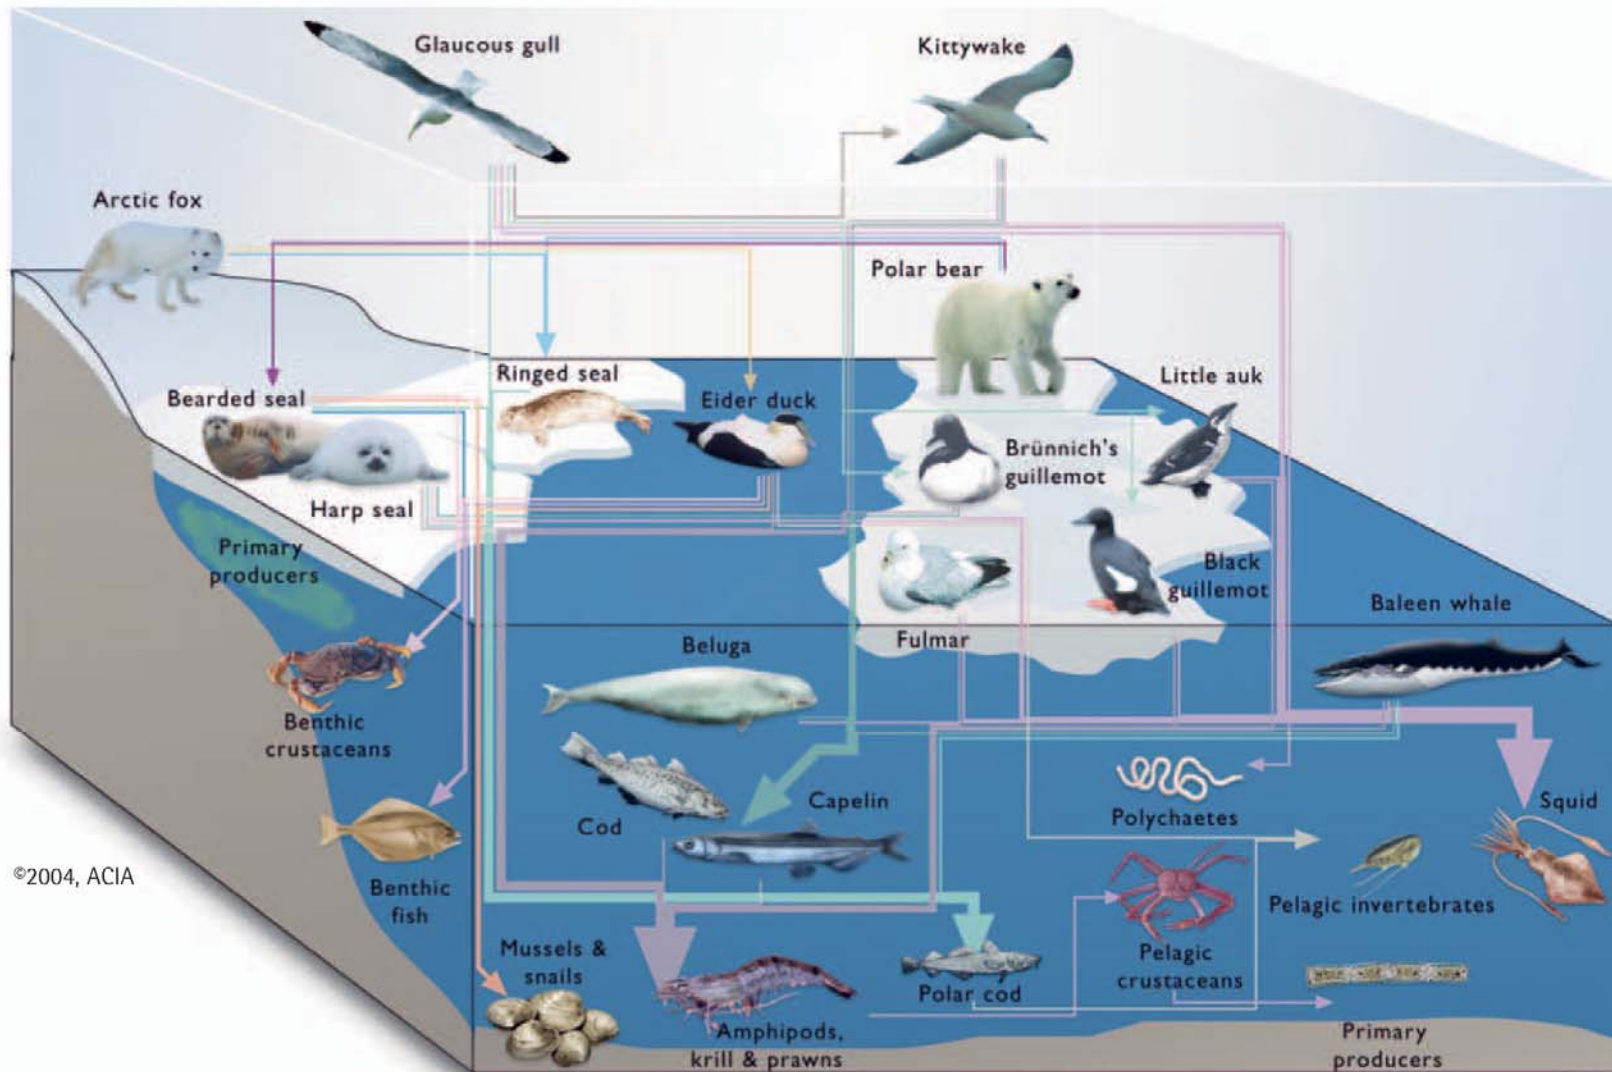 Glaucous gull
Kittywake
Arctic fox
Polar bear
Ringed seal
Little auk
Bearded seal
Eider duck
Brünnich's
guillemot
Harp seal
Primary
producers
Black
guillemot
Baleen whale
Fulmar
Beluga
Benthic
crustaceans
Capelin
Squid
Cod
Polychaetes
©2004, ACIA
Benthic
fish
Pelagic invertebrates
Mussels &
snails
Pelagic
crustaceans
Polar cod
Amphipods,
krill & prawns
Primary
producers